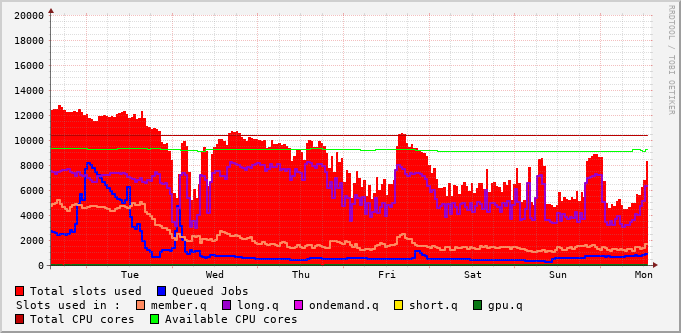 20000
18000
16000
14000
12000
10000
8000
6000
4000
2000
0
Tue Wed Thu Fri Sat Sun Mon
Total slots used Queued Jobs
Slots used in : member.q long.q ondemand.q short.q gpu.q
Total CPU cores Available CPU cores
RRDTOOL / TOBI OETIKER